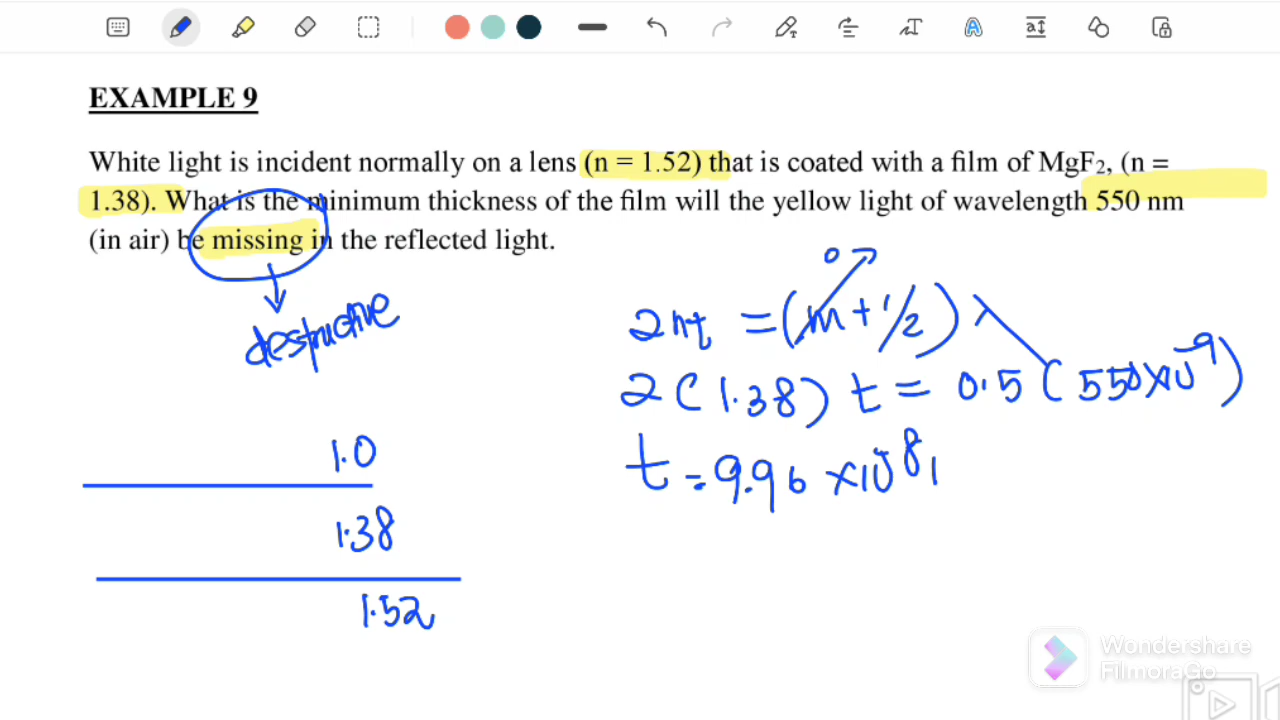 EXAMPLE 9
White light is incident normally on a lens (n = 1.52) that is coated with a film of MgF₂, (n =
1.38). What is the minimum thickness of the film will the yellow light of wavelength 550 nm
(in air) be missing in the reflected light.
destructive
0
2nt = (m + 1/2) λ
2(1.38) t = 0.5 (550×10⁻⁹)
t = 9.96 ×10⁻⁸
1.0
1.38
1.52
Wondershare
FilmoraGo